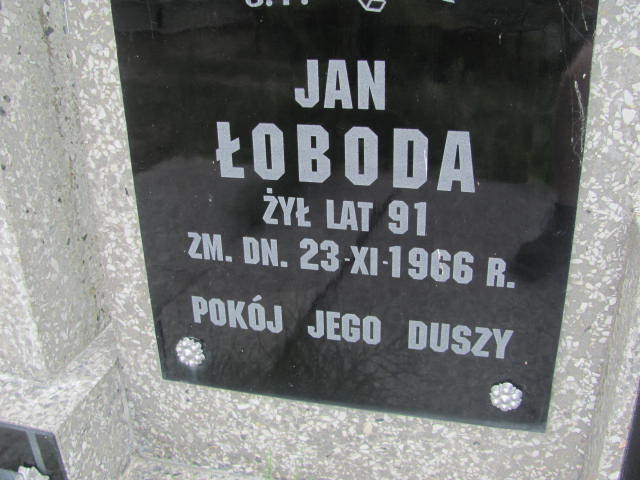 Ś.P.
JAN
ŁOBODA
ŻYŁ LAT 91
ZM. DN. 23-XI-1966 R.
POKÓJ JEGO DUSZY